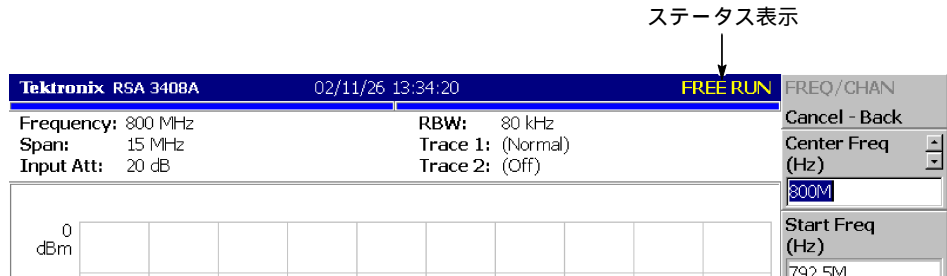 ステータス表示
Tektronix RSA 3408A 02/11/26 13:34:20 FREE RUN
FREQ/CHAN
Cancel - Back
Frequency: 800 MHz RBW: 80 kHz
Span: 15 MHz Trace 1: (Normal)
Input Att: 20 dB Trace 2: (Off)
Center Freq
(Hz)
800M
0
dBm
Start Freq
(Hz)
792.5M